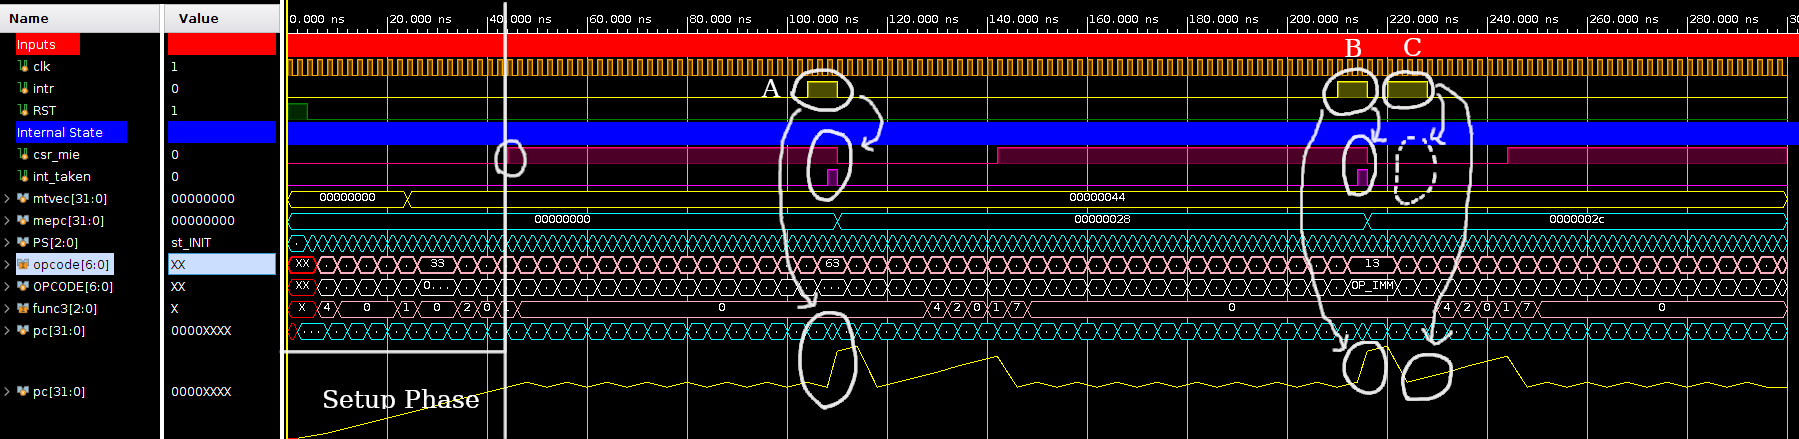 Name Value 0.000 ns 20.000 ns 40.000 ns 60.000 ns 80.000 ns 100.000 ns 120.000 ns 140.000 ns 160.000 ns 180.000 ns 200.000 ns 220.000 ns 240.000 ns 260.000 ns 280.000 ns
Inputs B C
clk 1
intr 0 A
RST 1
Internal State
csr_mie 0
int_taken 0
mtvec[31:0] 00000000 00000000 00000044
mepc[31:0] 00000000 00000000 00000028 0000002c
PS[2:0] st_INIT
opcode[6:0] XX XX 33 63 13
OPCODE[6:0] XX XX 0... ... OP_IMM
func3[2:0] X X 4 0 1 0 2 0 1 0 4 2 0 1 7 0 4 2 0 1 7 0
pc[31:0] 0000XXXX ...
pc[31:0] 0000XXXX
Setup Phase